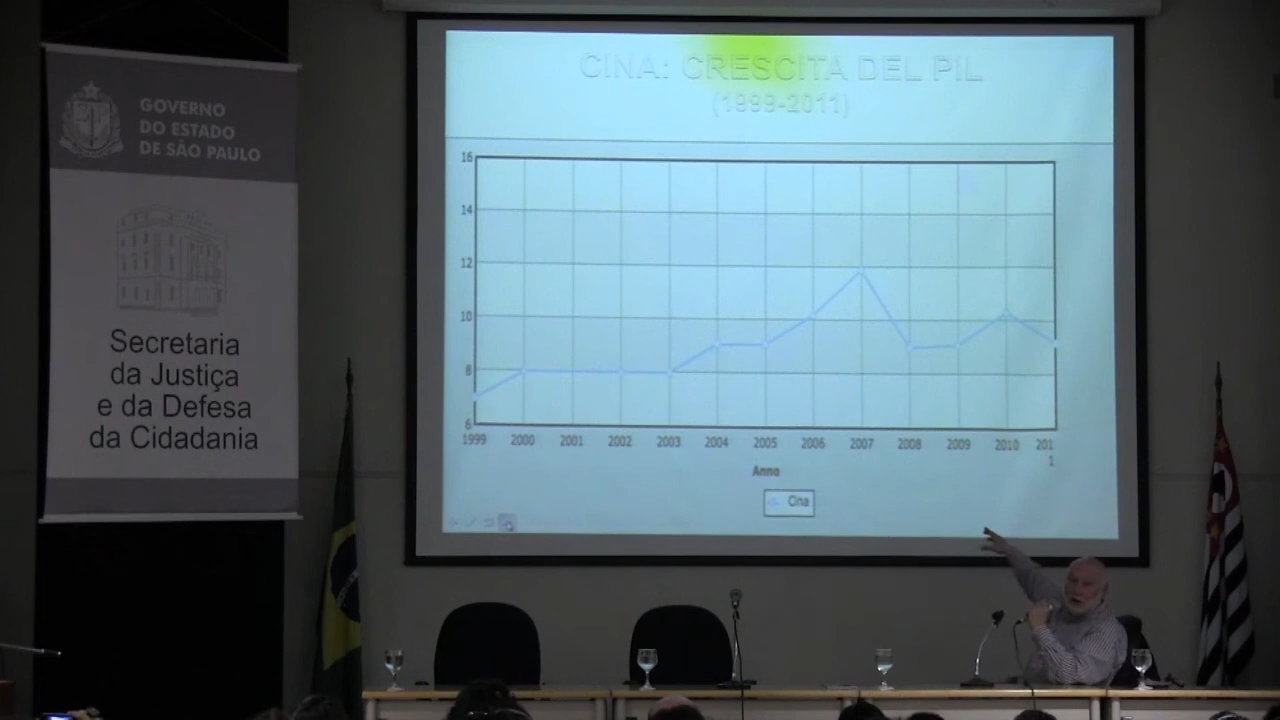 GOVERNO
DO ESTADO
DE SÃO PAULO
Secretaria
da Justiça
e da Defesa
da Cidadania
CINA: CRESCITA DEL PIL
(1999-2011)
16
14
12
10
8
6
1999 2000 2001 2002 2003 2004 2005 2006 2007 2008 2009 2010 201
1
Anno
Cina